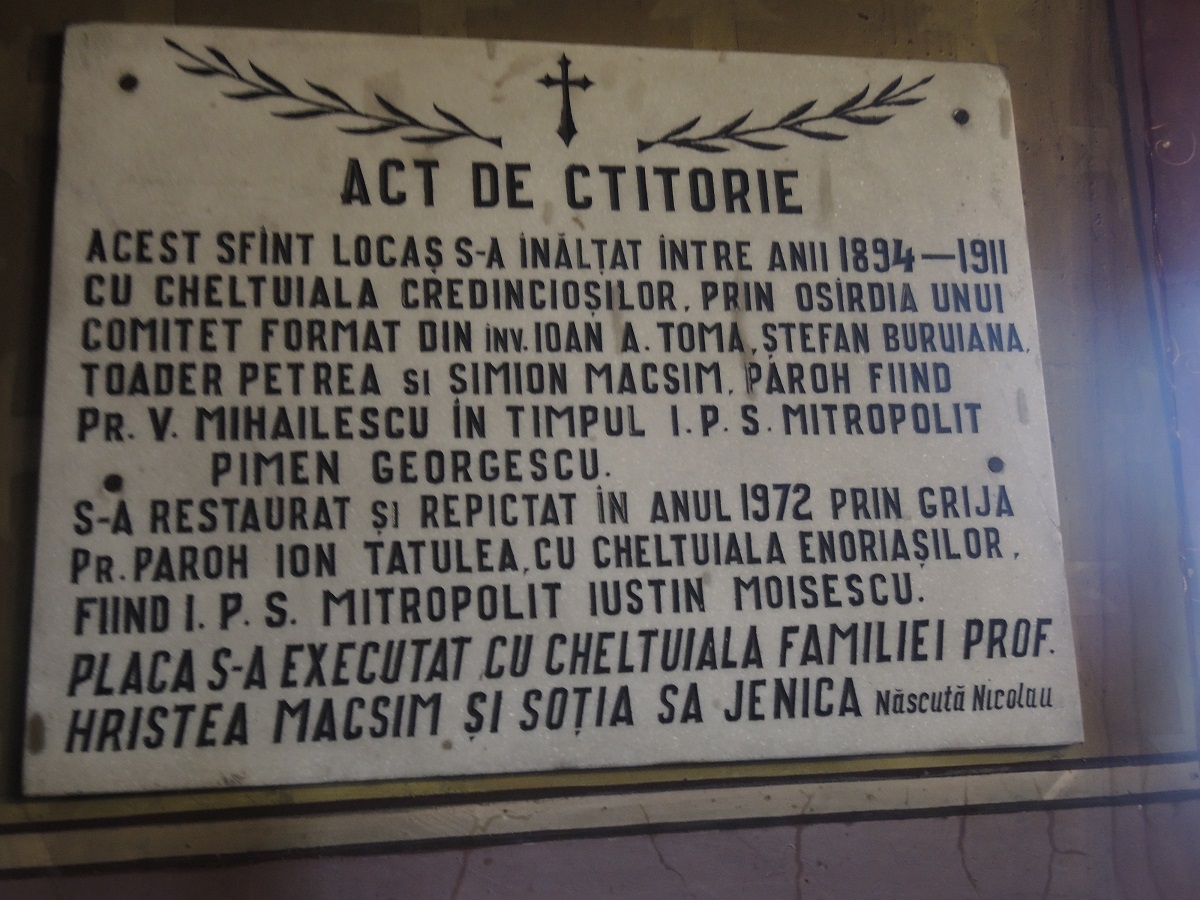 ACT DE CTITORIE
ACEST SFÎNT LOCAȘ S-A ÎNĂLȚAT ÎNTRE ANII 1894—1911
CU CHELTUIALA CREDINCIOȘILOR, PRIN OSÎRDIA UNUI
COMITET FORMAT DIN ÎNV. IOAN A. TOMA, ȘTEFAN BURUIANA,
TOADER PETREA SI SIMION MACSIM, PAROH FIIND
PR. V. MIHAILESCU ÎN TIMPUL I. P. S. MITROPOLIT
PIMEN GEORGESCU.
S-A RESTAURAT ȘI REPICTAT ÎN ANUL 1972 PRIN GRIJA
PR. PAROH ION TATULEA, CU CHELTUIALA ENORIAȘILOR,
FIIND I. P. S. MITROPOLIT IUSTIN MOISESCU.
PLACA S-A EXECUTAT CU CHELTUIALA FAMILIEI PROF.
HRISTEA MACSIM ȘI SOȚIA SA JENICA Născută Nicolau